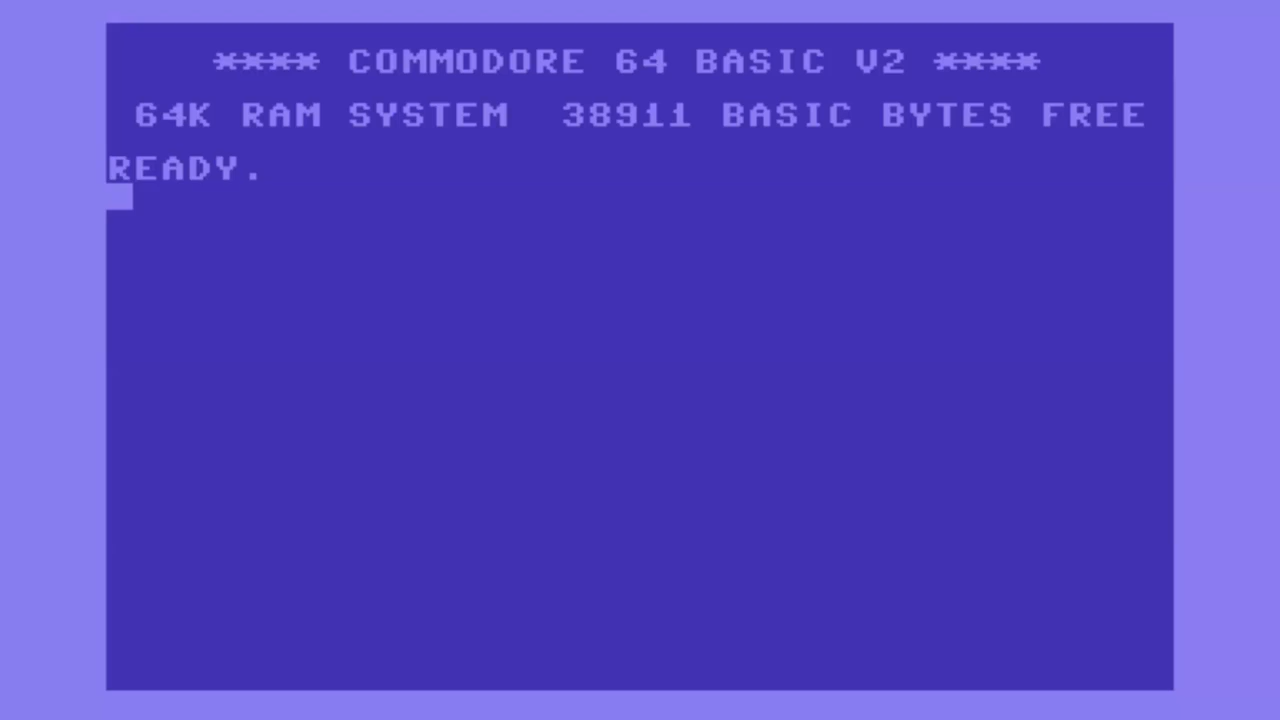 **** COMMODORE 64 BASIC V2 ****
64K RAM SYSTEM  38911 BASIC BYTES FREE
READY.